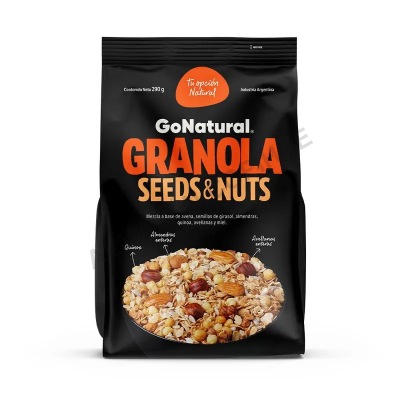 Tu opción
Natural
Contenido Neto 290 g
Industria Argentina
GoNatural®
GRANOLA
SEEDS & NUTS
Mezcla a base de avena, semillas de girasol, almendras,
quinoa, avellanas y miel.
Quinoa
Almendras
enteras
Avellanas
enteras